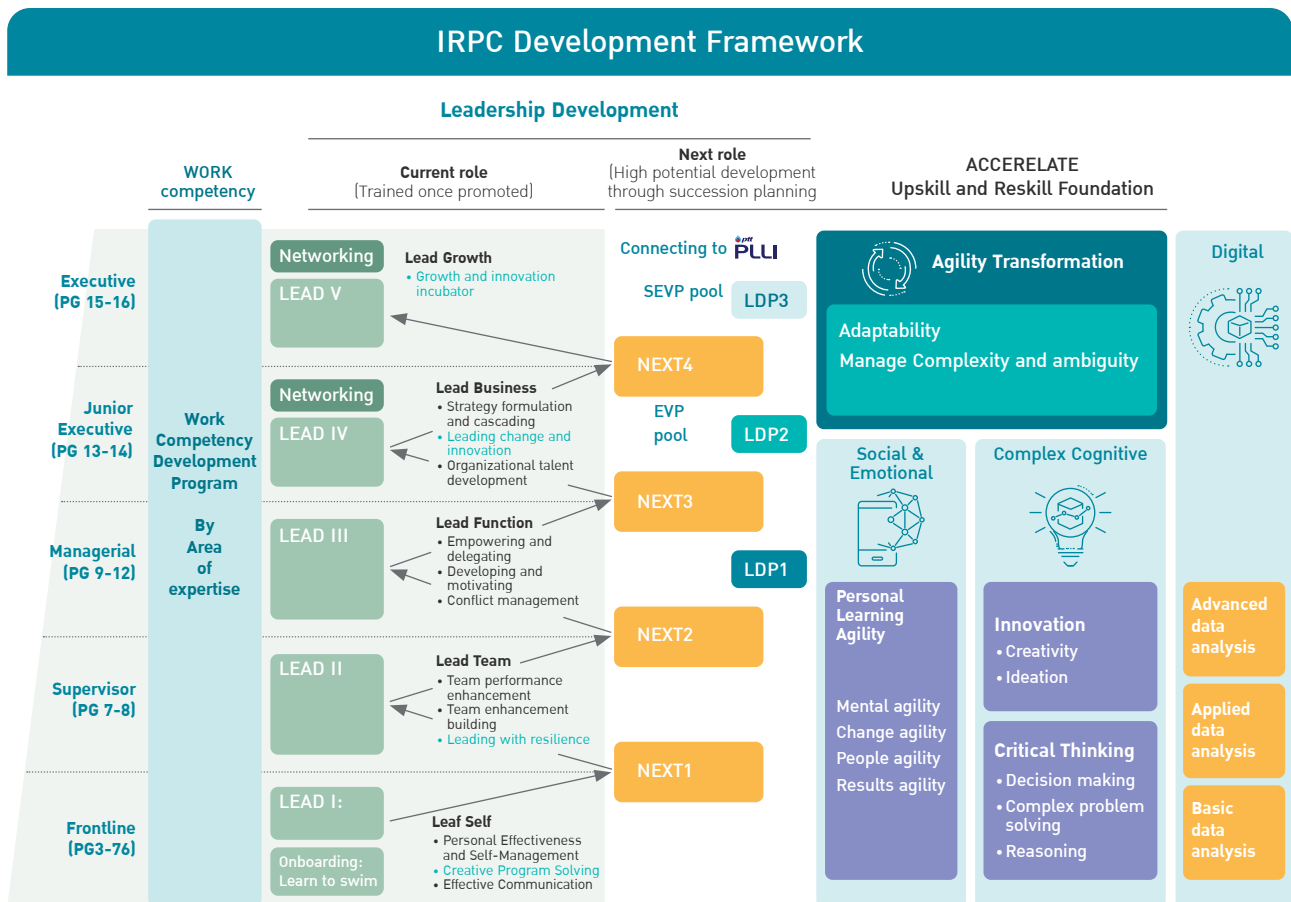 IRPC Development Framework
Leadership Development
WORK
competency
Current role
(Trained once promoted)
Next role
(High potential development
through succession planning
ACCERELATE
Upskill and Reskill Foundation
Executive
(PG 15-16)
Junior
Executive
(PG 13-14)
Managerial
(PG 9-12)
Supervisor
(PG 7-8)
Frontline
(PG3-76)
Work
Competency
Development
Program
By
Area
of
expertise
Networking
LEAD V
Lead Growth
• Growth and innovation
incubator
Networking
LEAD IV
Lead Business
• Strategy formulation
and cascading
• Leading change and
innovation
• Organizational talent
development
LEAD III
Lead Function
• Empowering and
delegating
• Developing and
motivating
• Conflict management
LEAD II
Lead Team
• Team performance
enhancement
• Team enhancement
building
• Leading with resilience
LEAD I:
Onboarding:
Learn to swim
Leaf Self
• Personal Effectiveness
and Self-Management
• Creative Program Solving
• Effective Communication
Connecting to ptt PLLI
SEVP pool
LDP3
NEXT4
EVP
pool
LDP2
NEXT3
LDP1
NEXT2
NEXT1
Agility Transformation
Adaptability
Manage Complexity and ambiguity
Social &
Emotional
Personal
Learning
Agility
Mental agility
Change agility
People agility
Results agility
Complex Cognitive
Innovation
• Creativity
• Ideation
Critical Thinking
• Decision making
• Complex problem
solving
• Reasoning
Digital
Advanced
data
analysis
Applied
data
analysis
Basic
data
analysis